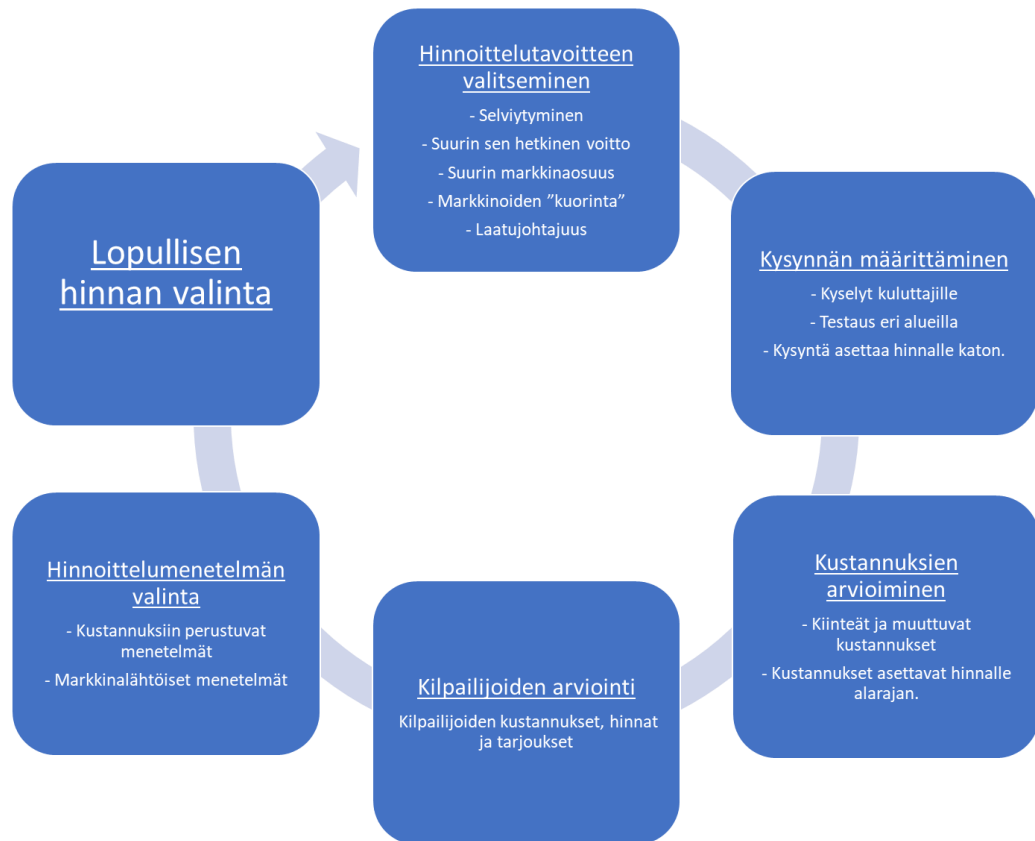 Hinnoittelutavoitteen
valitseminen
- Selviytyminen
- Suurin sen hetkinen voitto
- Suurin markkinaosuus
- Markkinoiden ”kuorinta”
- Laatujohtajuus
Kysynnän määrittäminen
- Kyselyt kuluttajille
- Testaus eri alueilla
- Kysyntä asettaa hinnalle katon.
Kustannuksien
arvioiminen
- Kiinteät ja muuttuvat
kustannukset
- Kustannukset asettavat hinnalle
alarajan.
Kilpailijoiden arviointi
Kilpailijoiden kustannukset, hinnat
ja tarjoukset
Hinnoittelumenetelmän
valinta
- Kustannuksiin perustuvat
menetelmät
- Markkinalähtöiset menetelmät
Lopullisen
hinnan valinta